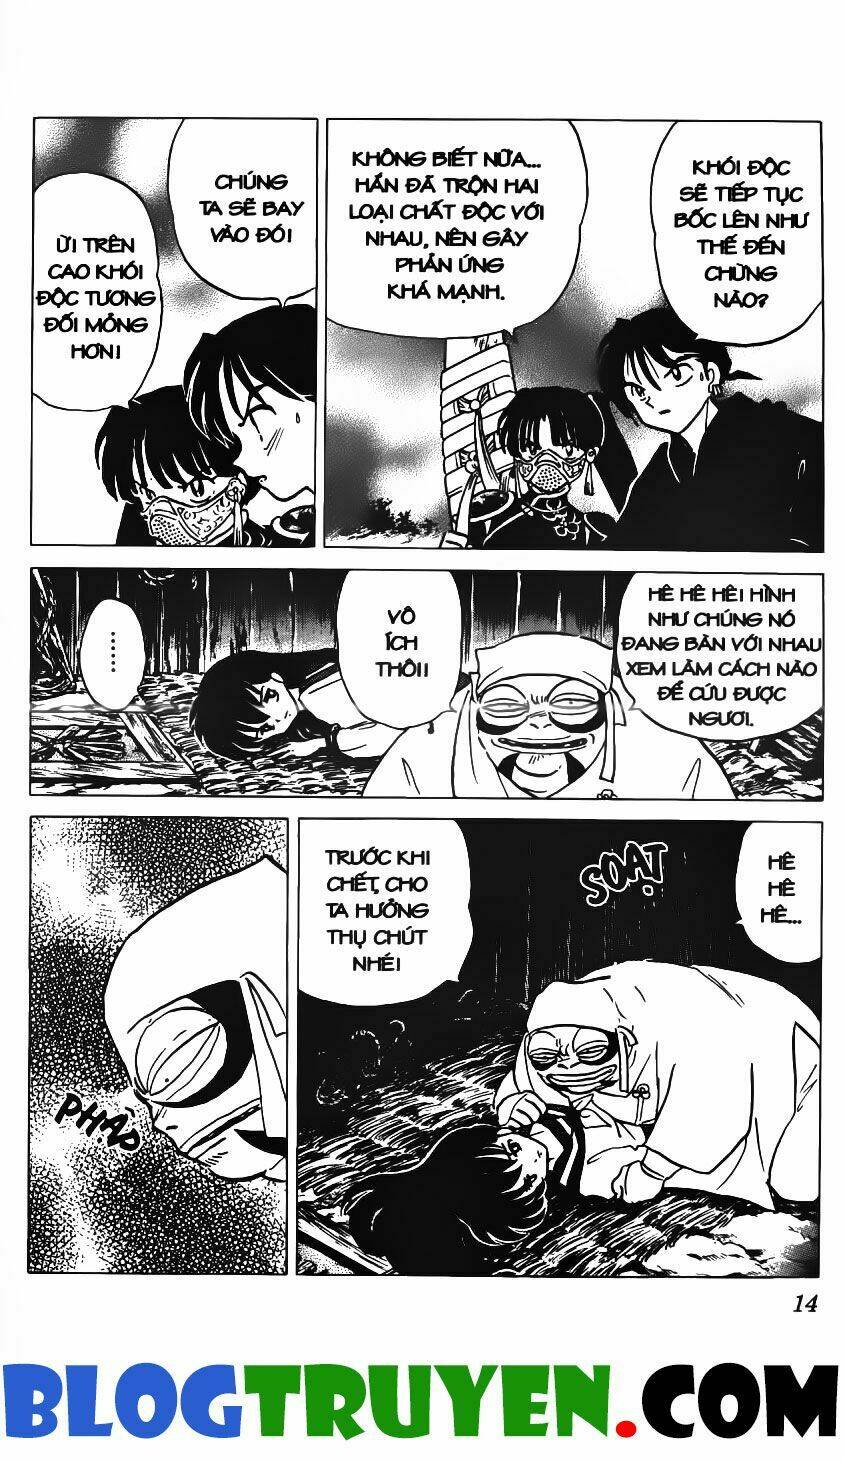 KHÓI ĐỘC
SẼ TIẾP TỤC
BỐC LÊN NHƯ
THẾ ĐẾN
CHỪNG
NÀO?
KHÔNG BIẾT NỮA...
HẮN ĐÃ TRỘN HAI
LOẠI CHẤT ĐỘC VỚI
NHAU, NÊN GÂY
PHẢN ỨNG
KHÁ MẠNH.
CHÚNG
TA SẼ BAY
VÀO ĐÓ!
Ừ! TRÊN
CAO KHÓI
ĐỘC TƯƠNG
ĐỐI MỎNG
HƠN!
HÊ HÊ HÊ! HÌNH
NHƯ CHÚNG NÓ
ĐANG BÀN VỚI NHAU
XEM LÀM CÁCH NÀO
ĐỂ CỨU ĐƯỢC
NGƯƠI.
VÔ
ÍCH
THÔI!
......
HÊ
HÊ
HÊ...
SOẠT
TRƯỚC KHI
CHẾT, CHO
TA HƯỞNG
THỤ CHÚT
NHÉ!
PHẬP
14
BLOGTRUYEN.COM